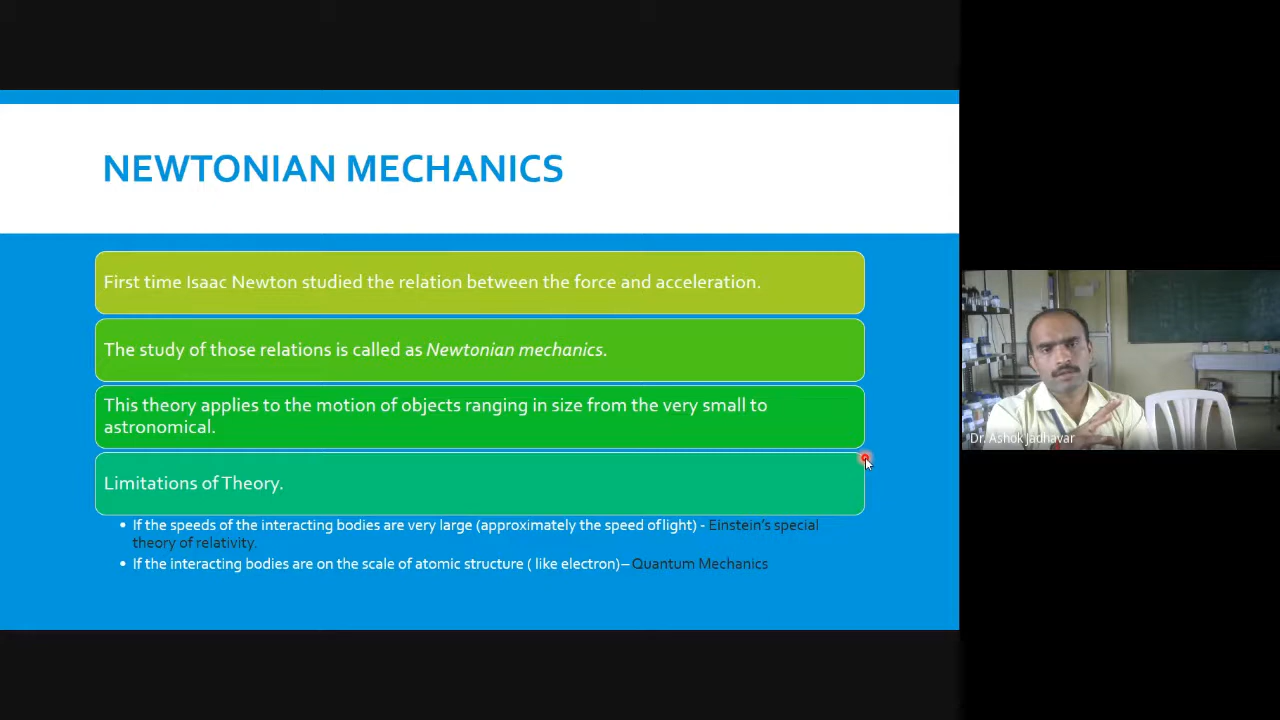 NEWTONIAN MECHANICS
First time Isaac Newton studied the relation between the force and acceleration.
The study of those relations is called as Newtonian mechanics.
This theory applies to the motion of objects ranging in size from the very small to
astronomical.
Limitations of Theory.
• If the speeds of the interacting bodies are very large (approximately the speed of light) - Einstein's special
theory of relativity.
• If the interacting bodies are on the scale of atomic structure ( like electron)– Quantum Mechanics
Dr. Ashok Jadhavar